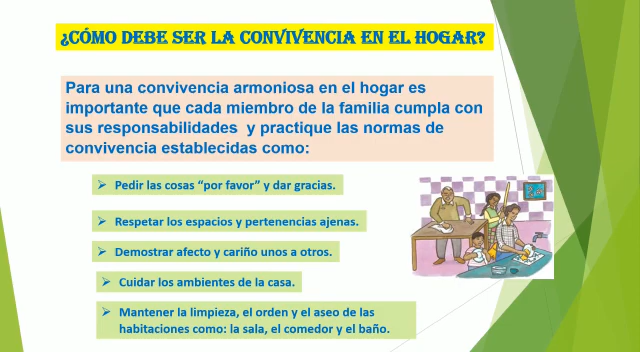 ¿CÓMO DEBE SER LA CONVIVENCIA EN EL HOGAR?
Para una convivencia armoniosa en el hogar es
importante que cada miembro de la familia cumpla con
sus responsabilidades y practique las normas de
convivencia establecidas como:
➢ Pedir las cosas “por favor” y dar gracias.
➢ Respetar los espacios y pertenencias ajenas.
➢ Demostrar afecto y cariño unos a otros.
➢ Cuidar los ambientes de la casa.
➢ Mantener la limpieza, el orden y el aseo de las
habitaciones como: la sala, el comedor y el baño.